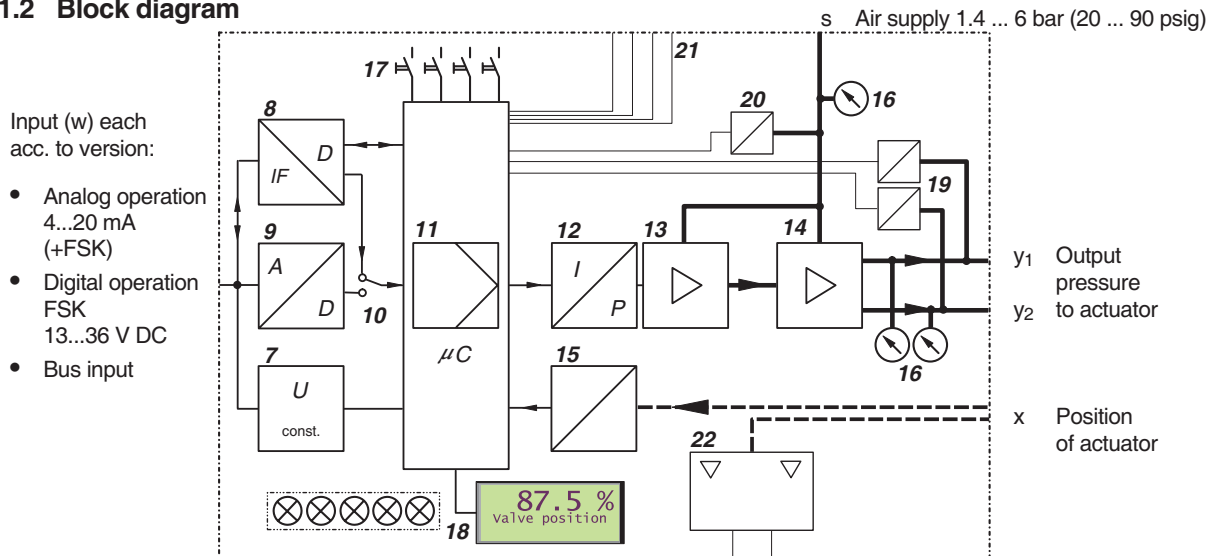 1.2 Block diagram
s Air supply 1.4 ... 6 bar (20 ... 90 psig)
Input (w) each
acc. to version:
• Analog operation
4...20 mA
(+FSK)
• Digital operation
FSK
13...36 V DC
• Bus input
17
21
20
16
8
IF
D
19
9
A
D
10
11
μC
12
I
P
13
14
y1 Output
pressure
y2 to actuator
16
7
U
const.
15
x Position
of actuator
22
18
87.5 %
Valve position